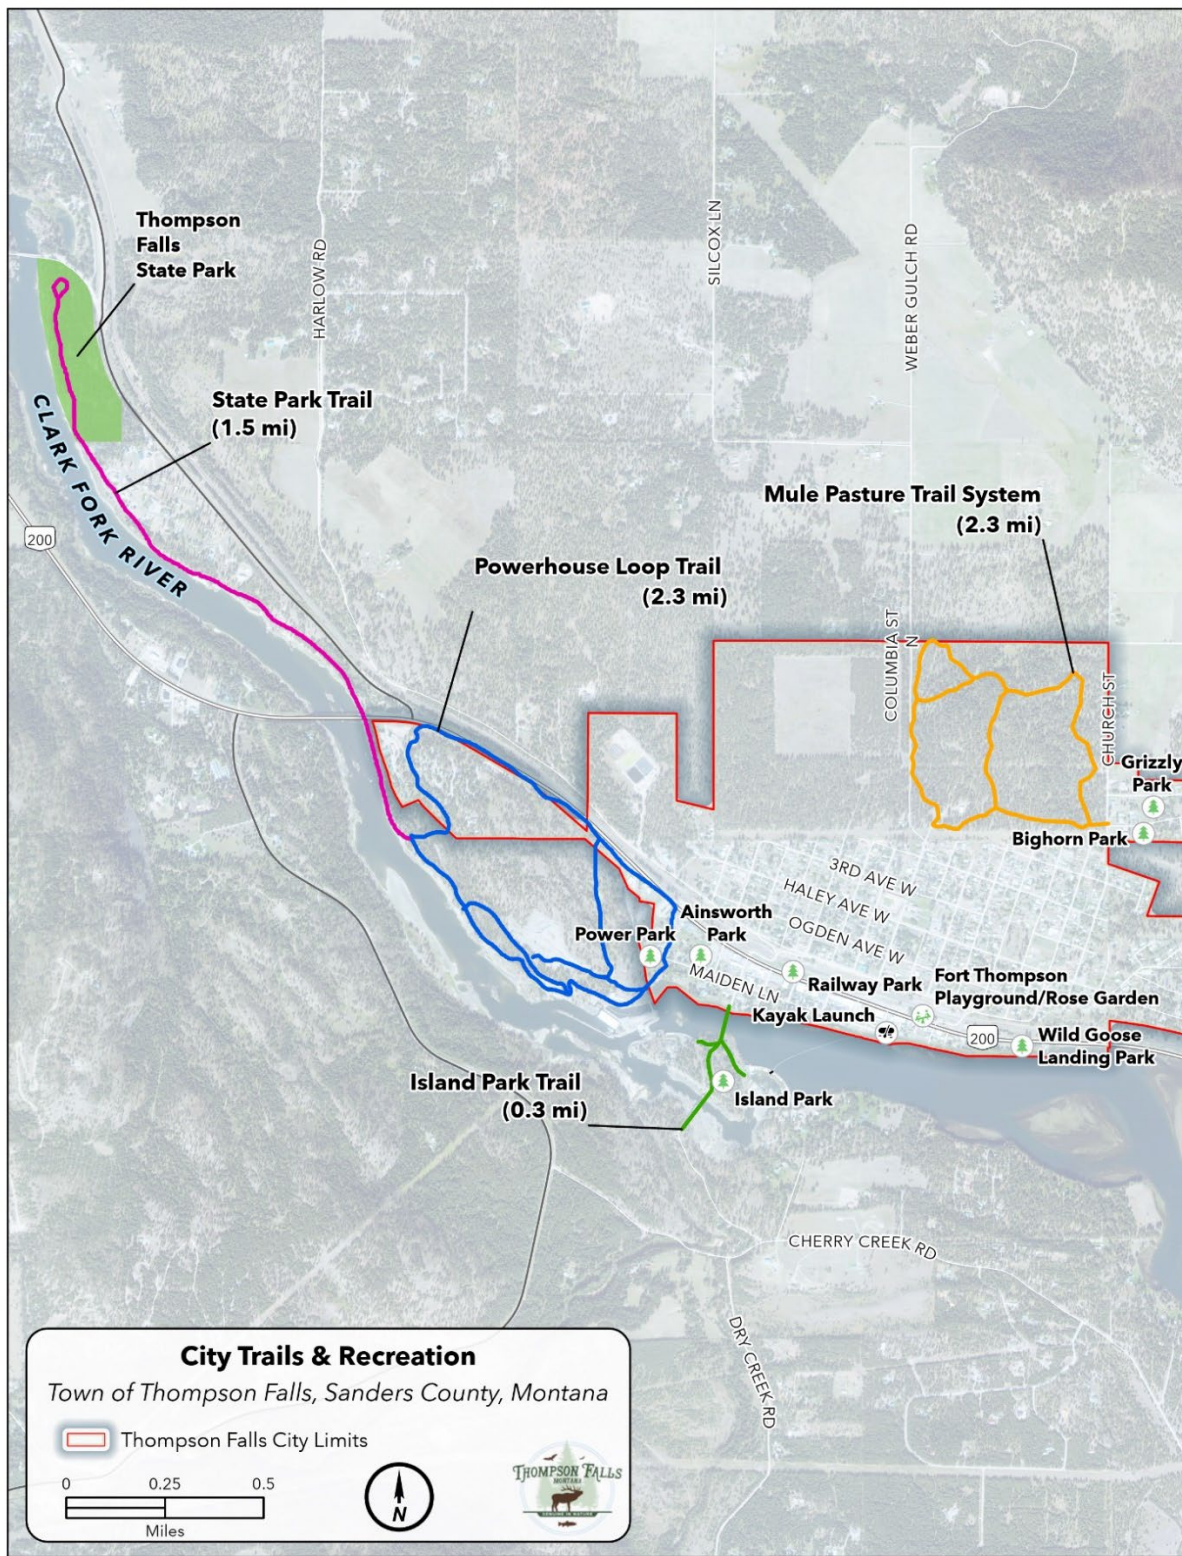 Thompson
Falls
State Park
HARLOW RD
SILCOX LN
WEBER GULCH RD
State Park Trail
(1.5 mi)
CLARK FORK RIVER
200
Mule Pasture Trail System
(2.3 mi)
Powerhouse Loop Trail
(2.3 mi)
COLUMBIA ST
N
CHURCH ST
Grizzly
Park
Bighorn Park
3RD AVE W
HALEY AVE W
OGDEN AVE W
Ainsworth
Park
Power Park
MAIDEN LN
Railway Park
Fort Thompson
Playground/Rose Garden
Kayak Launch
200
Wild Goose
Landing Park
Island Park Trail
(0.3 mi)
Island Park
CHERRY CREEK RD
DRY CREEK RD
City Trails & Recreation
Town of Thompson Falls, Sanders County, Montana
Thompson Falls City Limits
0 0.25 0.5
Miles
N
THOMPSON FALLS
MONTANA
GENUINE IN NATURE